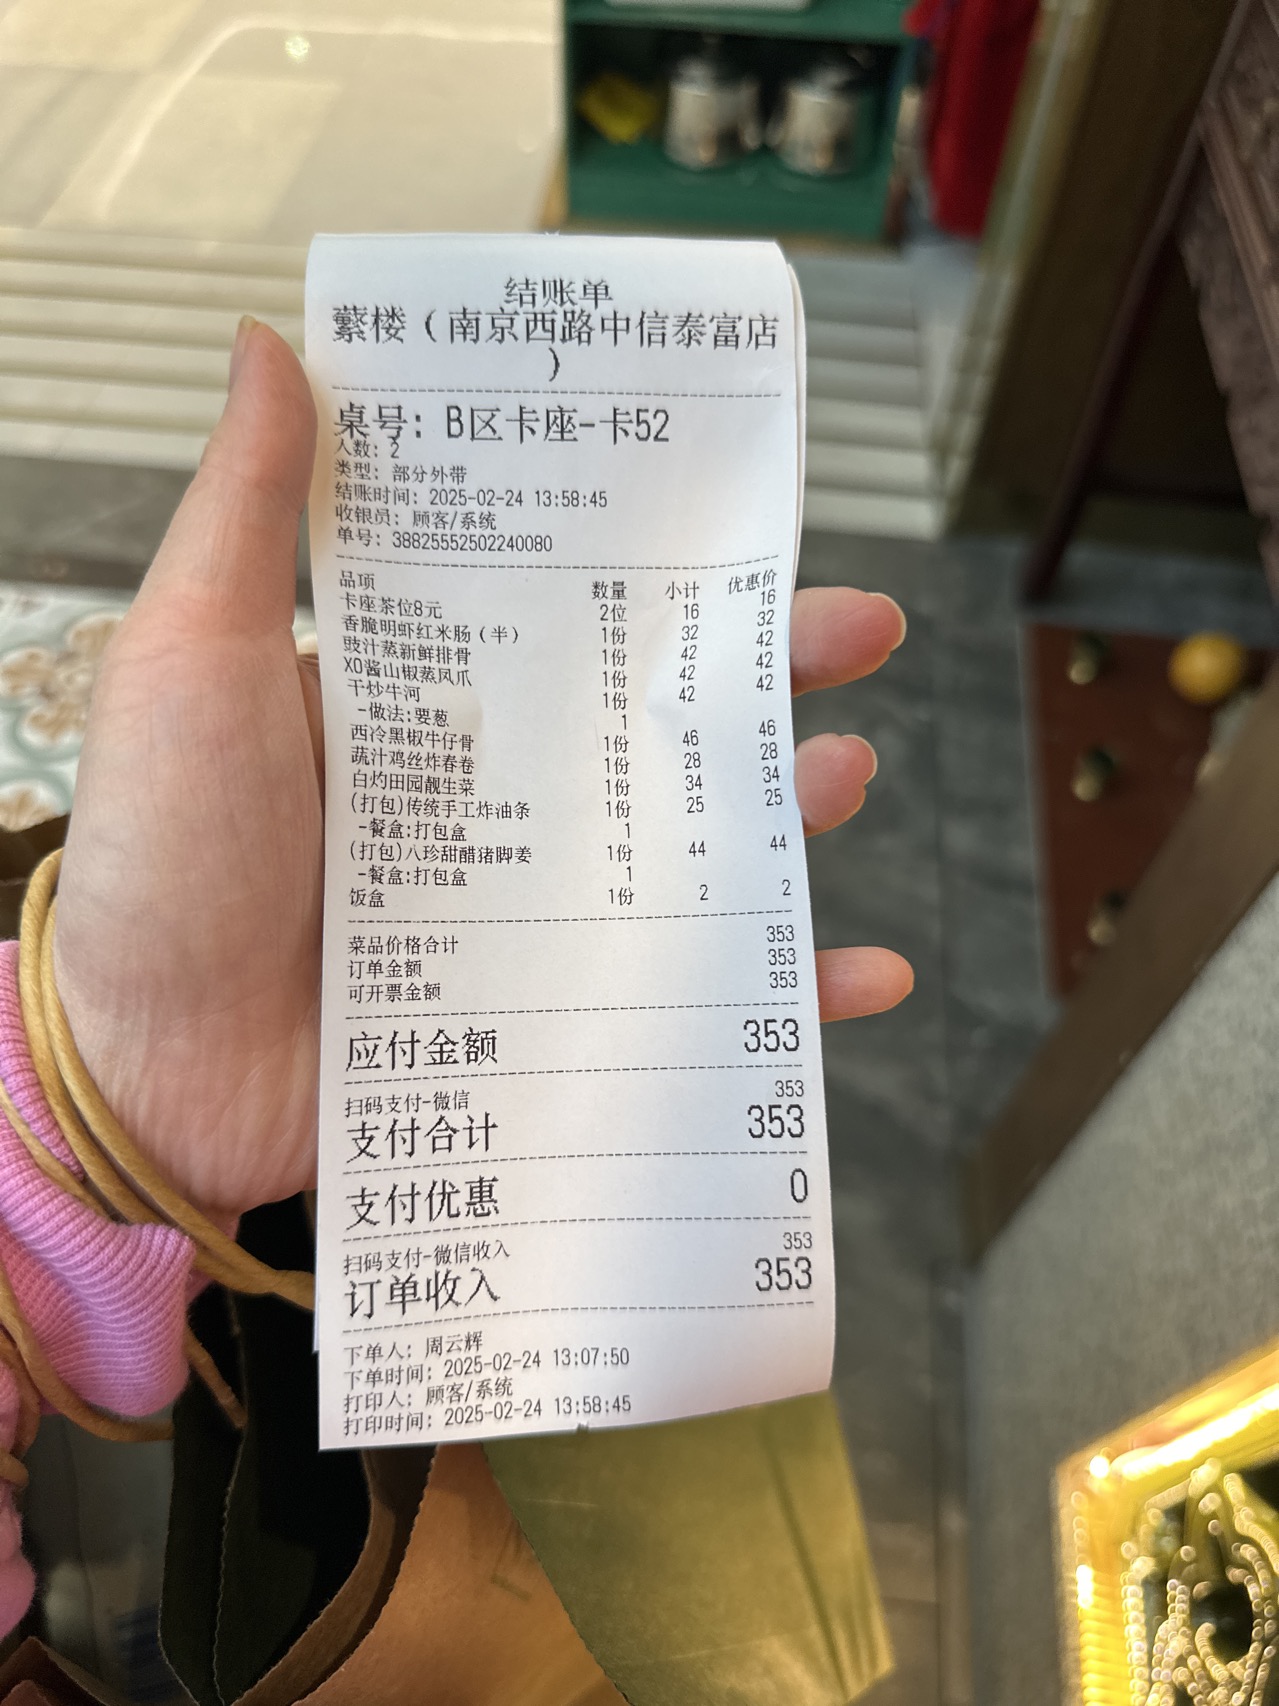 结账单
蘩楼（南京西路中信泰富店
）
桌号: B区卡座-卡52
人数: 2
类型: 部分外带
结账时间: 2025-02-24 13:58:45
收银员: 顾客/系统
单号: 38825552502240080
品项 数量 小计 优惠价
卡座茶位8元 2位 16 16
香脆明虾红米肠（半） 1份 32 32
豉汁蒸新鲜排骨 1份 42 42
XO酱山椒蒸凤爪 1份 42 42
干炒牛河 1份 42 42
-做法:要葱 1
西冷黑椒牛仔骨 1份 46 46
蔬汁鸡丝炸春卷 1份 28 28
白灼田园靓生菜 1份 34 34
(打包)传统手工炸油条 1份 25 25
-餐盒:打包盒 1
(打包)八珍甜醋猪脚姜 1份 44 44
-餐盒:打包盒 1
饭盒 1份 2 2
菜品价格合计 353
订单金额 353
可开票金额 353
应付金额 353
扫码支付-微信 353
支付合计 353
支付优惠 0
扫码支付-微信收入 353
订单收入 353
下单人: 周云辉
下单时间: 2025-02-24 13:07:50
打印人: 顾客/系统
打印时间: 2025-02-24 13:58:45